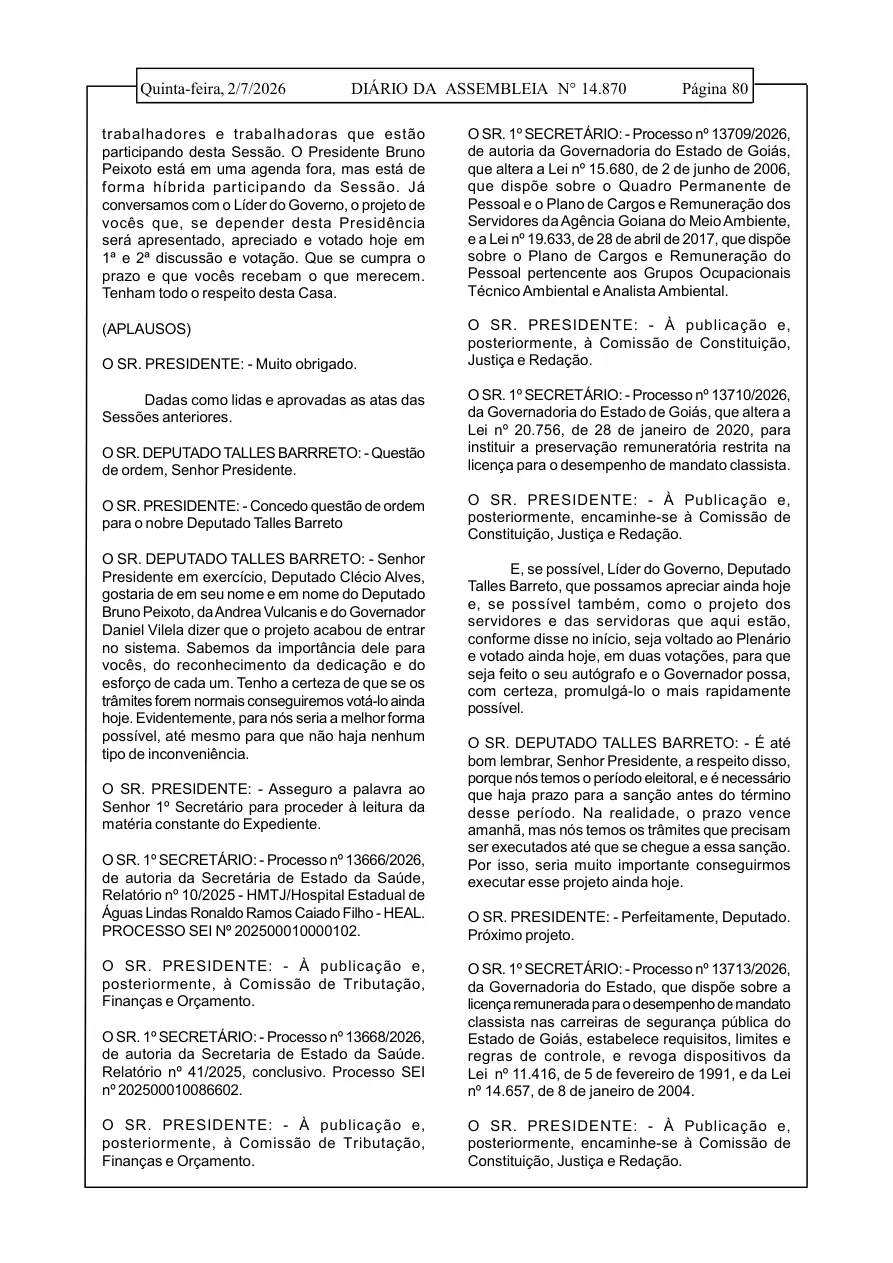 Quinta-feira, 2/7/2026 DIÁRIO DA ASSEMBLEIA N° 14.870 Página 80
trabalhadores e trabalhadoras que estão
participando desta Sessão. O Presidente Bruno
Peixoto está em uma agenda fora, mas está de
forma híbrida participando da Sessão. Já
conversamos com o Líder do Governo, o projeto de
vocês que, se depender desta Presidência
será apresentado, apreciado e votado hoje em
1ª e 2ª discussão e votação. Que se cumpra o
prazo e que vocês recebam o que merecem.
Tenham todo o respeito desta Casa.
(APLAUSOS)
O SR. PRESIDENTE: - Muito obrigado.
Dadas como lidas e aprovadas as atas das
Sessões anteriores.
O SR. DEPUTADO TALLES BARRRETO: - Questão
de ordem, Senhor Presidente.
O SR. PRESIDENTE: - Concedo questão de ordem
para o nobre Deputado Talles Barreto
O SR. DEPUTADO TALLES BARRETO: - Senhor
Presidente em exercício, Deputado Clécio Alves,
gostaria de em seu nome e em nome do Deputado
Bruno Peixoto, da Andrea Vulcanis e do Governador
Daniel Vilela dizer que o projeto acabou de entrar
no sistema. Sabemos da importância dele para
vocês, do reconhecimento da dedicação e do
esforço de cada um. Tenho a certeza de que se os
trâmites forem normais conseguiremos votá-lo ainda
hoje. Evidentemente, para nós seria a melhor forma
possível, até mesmo para que não haja nenhum
tipo de inconveniência.
O SR. PRESIDENTE: - Asseguro a palavra ao
Senhor 1º Secretário para proceder à leitura da
matéria constante do Expediente.
O SR. 1º SECRETÁRIO: - Processo nº 13666/2026,
de autoria da Secretária de Estado da Saúde,
Relatório nº 10/2025 - HMTJ/Hospital Estadual de
Águas Lindas Ronaldo Ramos Caiado Filho - HEAL.
PROCESSO SEI Nº 202500010000102.
O SR. PRESIDENTE: - À publicação e,
posteriormente, à Comissão de Tributação,
Finanças e Orçamento.
O SR. 1º SECRETÁRIO: - Processo nº 13668/2026,
de autoria da Secretaria de Estado da Saúde.
Relatório nº 41/2025, conclusivo. Processo SEI
nº 202500010086602.
O SR. PRESIDENTE: - À publicação e,
posteriormente, à Comissão de Tributação,
Finanças e Orçamento.
O SR. 1º SECRETÁRIO: - Processo nº 13709/2026,
de autoria da Governadoria do Estado de Goiás,
que altera a Lei nº 15.680, de 2 de junho de 2006,
que dispõe sobre o Quadro Permanente de
Pessoal e o Plano de Cargos e Remuneração dos
Servidores da Agência Goiana do Meio Ambiente,
e a Lei nº 19.633, de 28 de abril de 2017, que dispõe
sobre o Plano de Cargos e Remuneração do
Pessoal pertencente aos Grupos Ocupacionais
Técnico Ambiental e Analista Ambiental.
O SR. PRESIDENTE: - À publicação e,
posteriormente, à Comissão de Constituição,
Justiça e Redação.
O SR. 1º SECRETÁRIO: - Processo nº 13710/2026,
da Governadoria do Estado de Goiás, que altera a
Lei nº 20.756, de 28 de janeiro de 2020, para
instituir a preservação remuneratória restrita na
licença para o desempenho de mandato classista.
O SR. PRESIDENTE: - À Publicação e,
posteriormente, encaminhe-se à Comissão de
Constituição, Justiça e Redação.
E, se possível, Líder do Governo, Deputado
Talles Barreto, que possamos apreciar ainda hoje
e, se possível também, como o projeto dos
servidores e das servidoras que aqui estão,
conforme disse no início, seja voltado ao Plenário
e votado ainda hoje, em duas votações, para que
seja feito o seu autógrafo e o Governador possa,
com certeza, promulgá-lo o mais rapidamente
possível.
O SR. DEPUTADO TALLES BARRETO: - É até
bom lembrar, Senhor Presidente, a respeito disso,
porque nós temos o período eleitoral, e é necessário
que haja prazo para a sanção antes do término
desse período. Na realidade, o prazo vence
amanhã, mas nós temos os trâmites que precisam
ser executados até que se chegue a essa sanção.
Por isso, seria muito importante conseguirmos
executar esse projeto ainda hoje.
O SR. PRESIDENTE: - Perfeitamente, Deputado.
Próximo projeto.
O SR. 1º SECRETÁRIO: - Processo nº 13713/2026,
da Governadoria do Estado, que dispõe sobre a
licença remunerada para o desempenho de mandato
classista nas carreiras de segurança pública do
Estado de Goiás, estabelece requisitos, limites e
regras de controle, e revoga dispositivos da
Lei nº 11.416, de 5 de fevereiro de 1991, e da Lei
nº 14.657, de 8 de janeiro de 2004.
O SR. PRESIDENTE: - À Publicação e,
posteriormente, encaminhe-se à Comissão de
Constituição, Justiça e Redação.